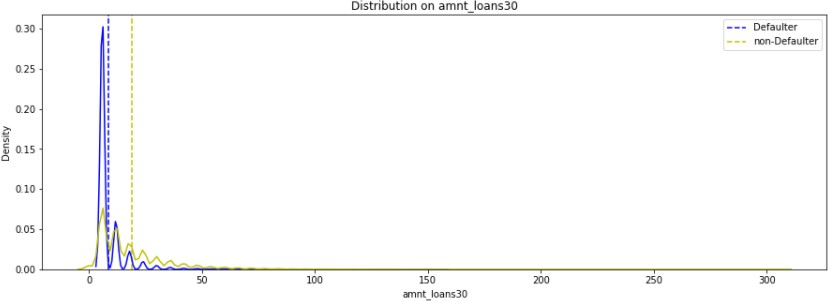 Distribution on amnt_loans30
Defaulter
non-Defaulter
0.30
0.25
0.20
0.15
0.10
0.05
0.00
Density
0 50 100 150 200 250 300
amnt_loans30